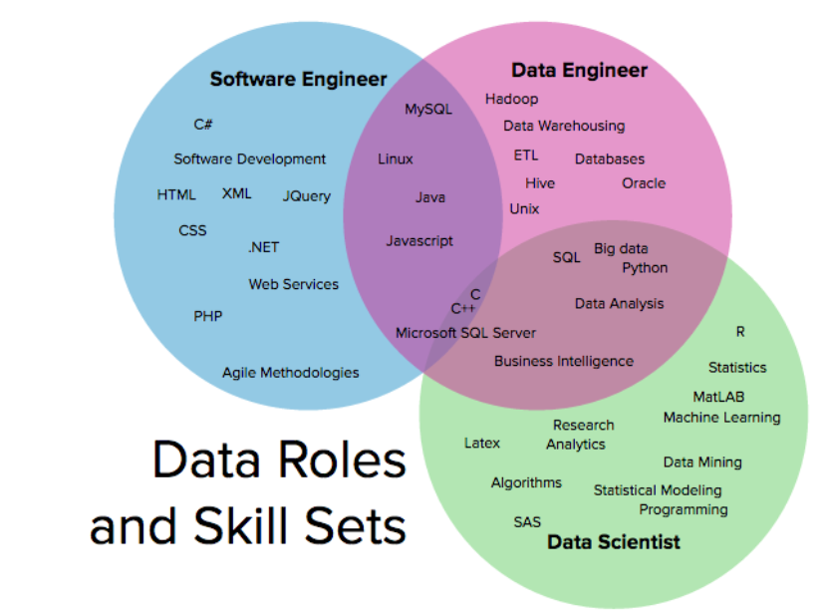 Software Engineer
C#
Software Development
HTML XML JQuery
CSS
.NET
Web Services
PHP
Agile Methodologies
MySQL
Linux
Java
Javascript
C
C++
Microsoft SQL Server
Data Engineer
Hadoop
Data Warehousing
ETL Databases
Hive Oracle
Unix
SQL Big data
Python
Data Analysis
Business Intelligence
R
Statistics
MatLAB
Machine Learning
Research
Latex Analytics
Data Mining
Algorithms Statistical Modeling
Programming
SAS
Data Scientist
Data Roles
and Skill Sets